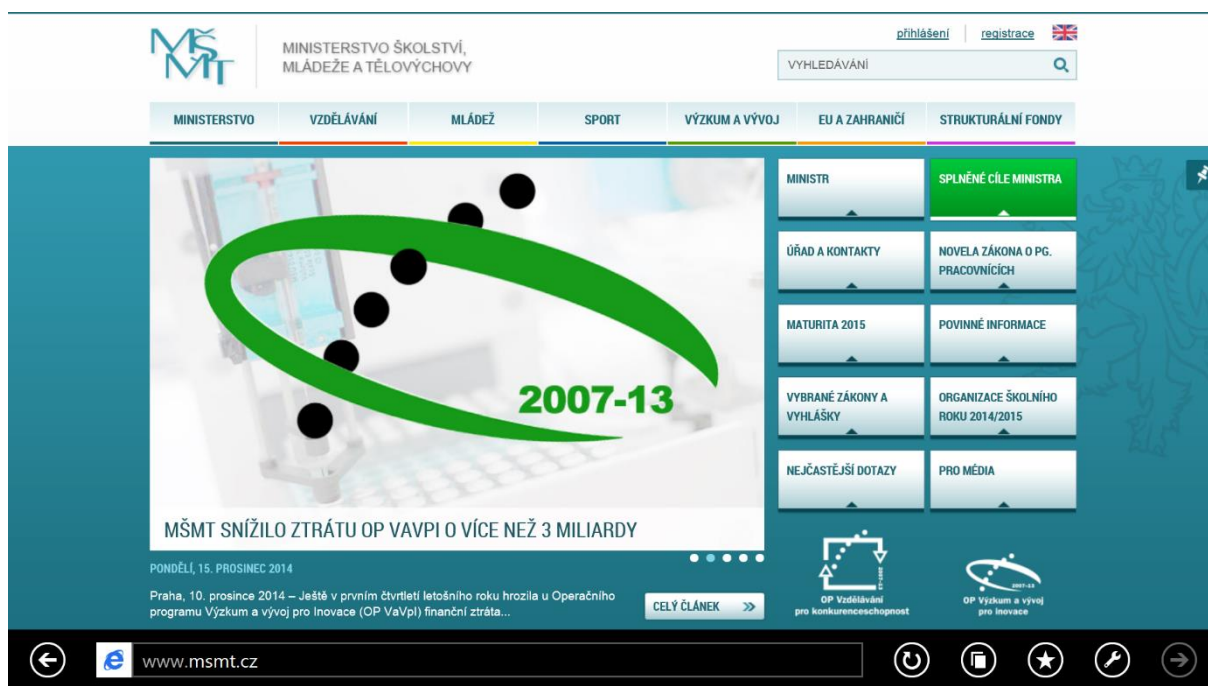 MŠMT
MINISTERSTVO ŠKOLSTVÍ,
MLÁDEŽE A TĚLOVÝCHOVY
přihlášení
registrace
VYHLEDÁVÁNÍ
MINISTERSTVO
VZDĚLÁVÁNÍ
MLÁDEŽ
SPORT
VÝZKUM A VÝVOJ
EU A ZAHRANIČÍ
STRUKTURÁLNÍ FONDY
2007-13
MŠMT SNÍŽILO ZTRÁTU OP VAVPI O VÍCE NEŽ 3 MILIARDY
PONDĚLÍ, 15. PROSINEC 2014
Praha, 10. prosince 2014 – Ještě v prvním čtvrtletí letošního roku hrozila u Operačního
programu Výzkum a vývoj pro Inovace (OP VaVpI) finanční ztráta...
CELÝ ČLÁNEK
MINISTR
SPLNĚNÉ CÍLE MINISTRA
ÚŘAD A KONTAKTY
NOVELA ZÁKONA O PG.
PRACOVNÍCÍCH
MATURITA 2015
POVINNÉ INFORMACE
VYBRANÉ ZÁKONY A
VYHLÁŠKY
ORGANIZACE ŠKOLNÍHO
ROKU 2014/2015
NEJČASTĚJŠÍ DOTAZY
PRO MÉDIA
2007-13
OP Vzdělávání
pro konkurenceschopnost
2007-13
OP Výzkum a vývoj
pro inovace
www.msmt.cz